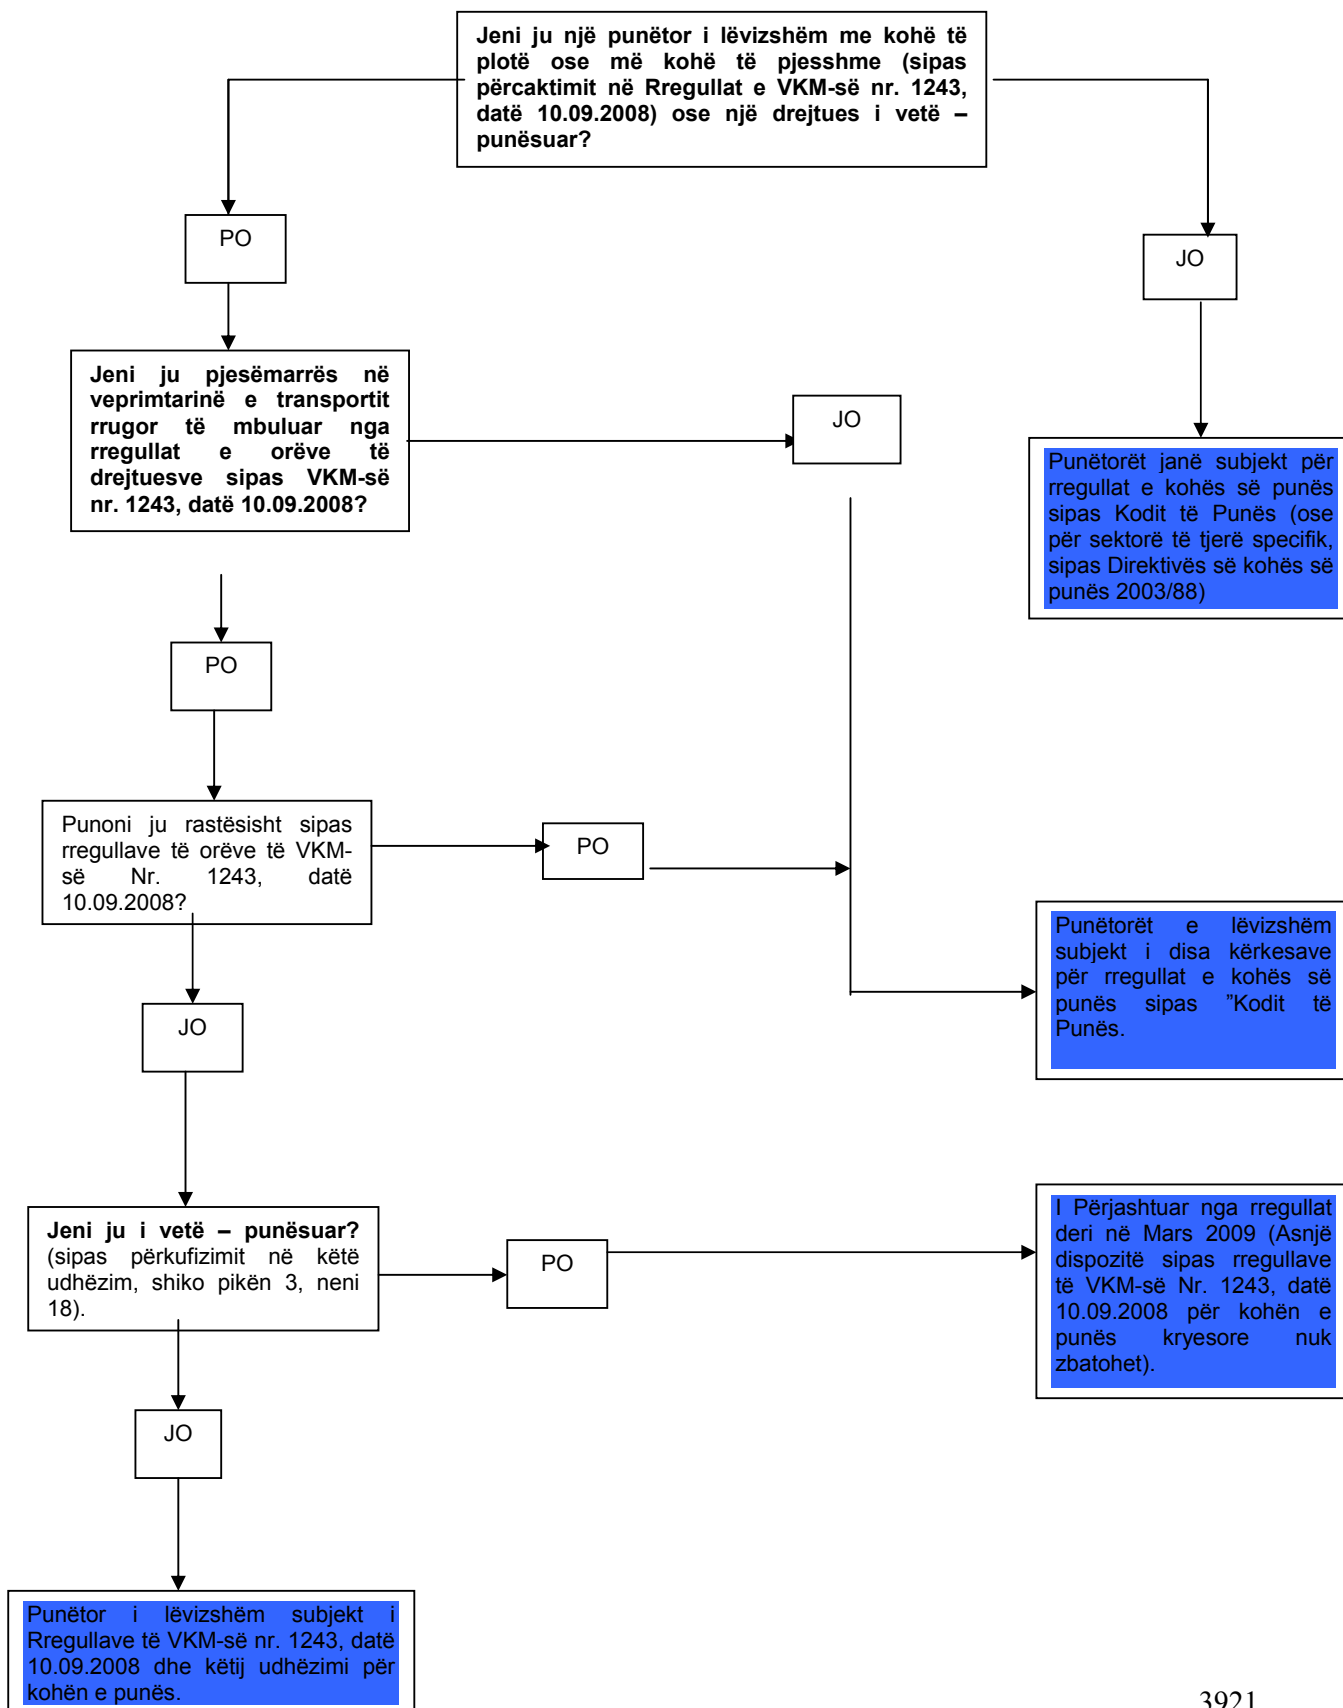 Jeni ju një punëtor i lëvizshëm me kohë të
plotë ose më kohë të pjesshme (sipas
përcaktimit në Rregullat e VKM-së nr. 1243,
datë 10.09.2008) ose një drejtues i vetë –
punësuar?
PO
JO
Jeni ju pjesëmarrës në
veprimtarinë e transportit
rrugor të mbuluar nga
rregullat e orëve të
drejtuesve sipas VKM-së
nr. 1243, datë 10.09.2008?
JO
Punëtorët janë subjekt për
rregullat e kohës së punës
sipas Kodit të Punës (ose
për sektorë të tjerë specifik,
sipas Direktivës së kohës së
punës 2003/88)
PO
Punoni ju rastësisht sipas
rregullave të orëve të VKM-
së Nr. 1243, datë
10.09.2008?
PO
Punëtorët e lëvizshëm
subjekt i disa kërkesave
për rregullat e kohës së
punës sipas "Kodit të
Punës.
JO
Jeni ju i vetë – punësuar?
(sipas përkufizimit në këtë
udhëzim, shiko pikën 3, neni
18).
PO
I Përjashtuar nga rregullat
deri në Mars 2009 (Asnjë
dispozitë sipas rregullave
të VKM-së Nr. 1243, datë
10.09.2008 për kohën e
punës kryesore nuk
zbatohet).
JO
Punëtor i lëvizshëm subjekt i
Rregullave të VKM-së nr. 1243, datë
10.09.2008 dhe këtij udhëzimi për
kohën e punës.
3921